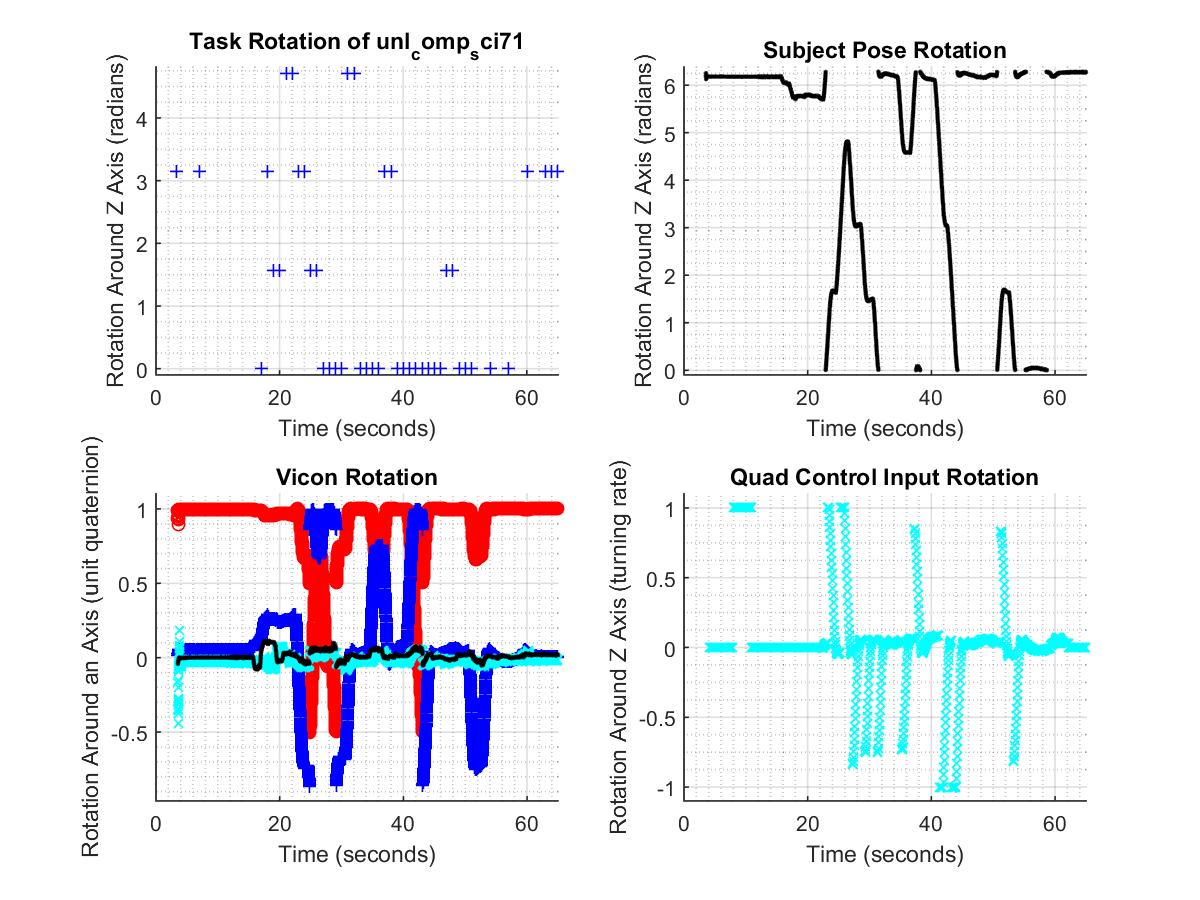 Task Rotation of unlcompsci71
Rotation Around Z Axis (radians)
4
3
2
1
0
0 20 40 60
Time (seconds)
Subject Pose Rotation
Rotation Around Z Axis (radians)
6
5
4
3
2
1
0
0 20 40 60
Time (seconds)
Vicon Rotation
Rotation Around an Axis (unit quaternion)
1
0.5
0
-0.5
0 20 40 60
Time (seconds)
Quad Control Input Rotation
Rotation Around Z Axis (turning rate)
1
0.5
0
-0.5
-1
0 20 40 60
Time (seconds)